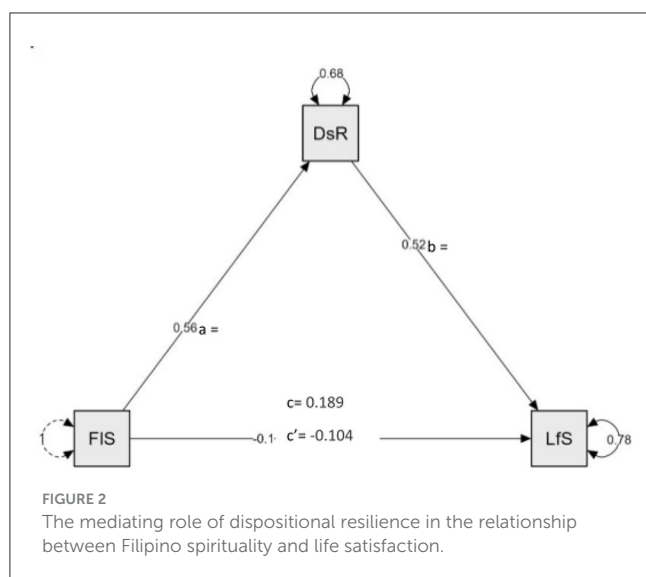 0.68
DsR
0.52b =
0.56a =
c= 0.189
-0.1 c'= -0.104
1 FlS LfS 0.78
FIGURE 2
The mediating role of dispositional resilience in the relationship
between Filipino spirituality and life satisfaction.